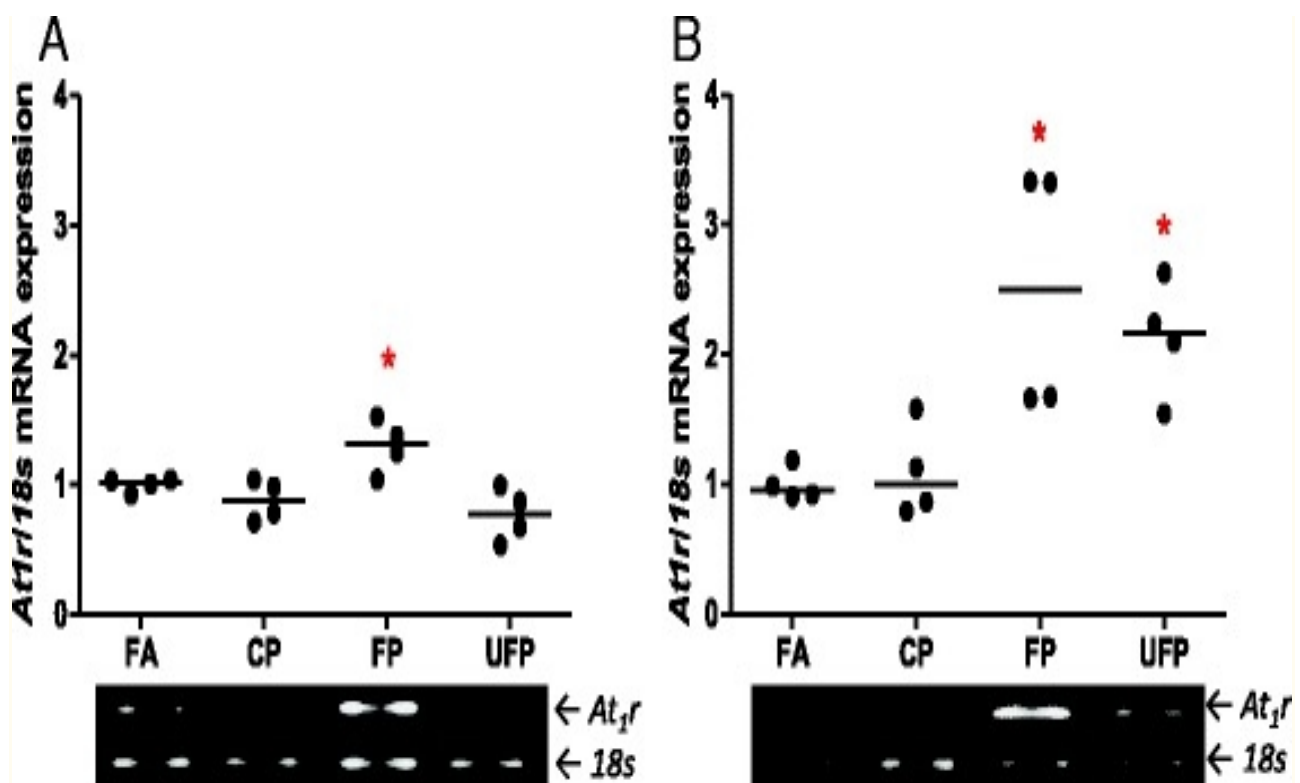 A
At1r/18s mRNA expression
4
3
2
1
0
*
FA CP FP UFP
← At1r
← 18s
B
At1r/18s mRNA expression
4
3
2
1
0
*
*
FA CP FP UFP
← At1r
← 18s